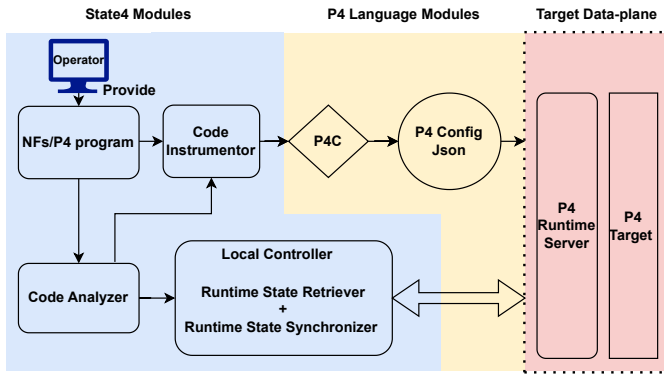 State4 Modules
P4 Language Modules
Target Data-plane
Operator
Provide
NFs/P4 program
Code
Instrumentor
P4C
P4 Config
Json
P4
Runtime
Server
P4
Target
Code Analyzer
Local Controller
Runtime State Retriever
+
Runtime State Synchronizer